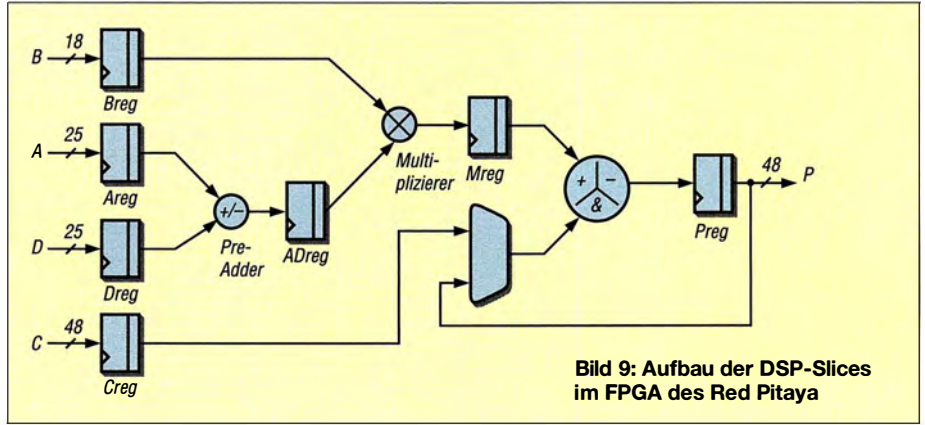 18
B
Breg
25
A
Areg
25
D
Dreg
48
C
Creg
+/–
Pre-
Adder
ADreg
Multi-
plizierer
Mreg
+ –
&
Preg
48
P
Bild 9: Aufbau der DSP-Slices
im FPGA des Red Pitaya